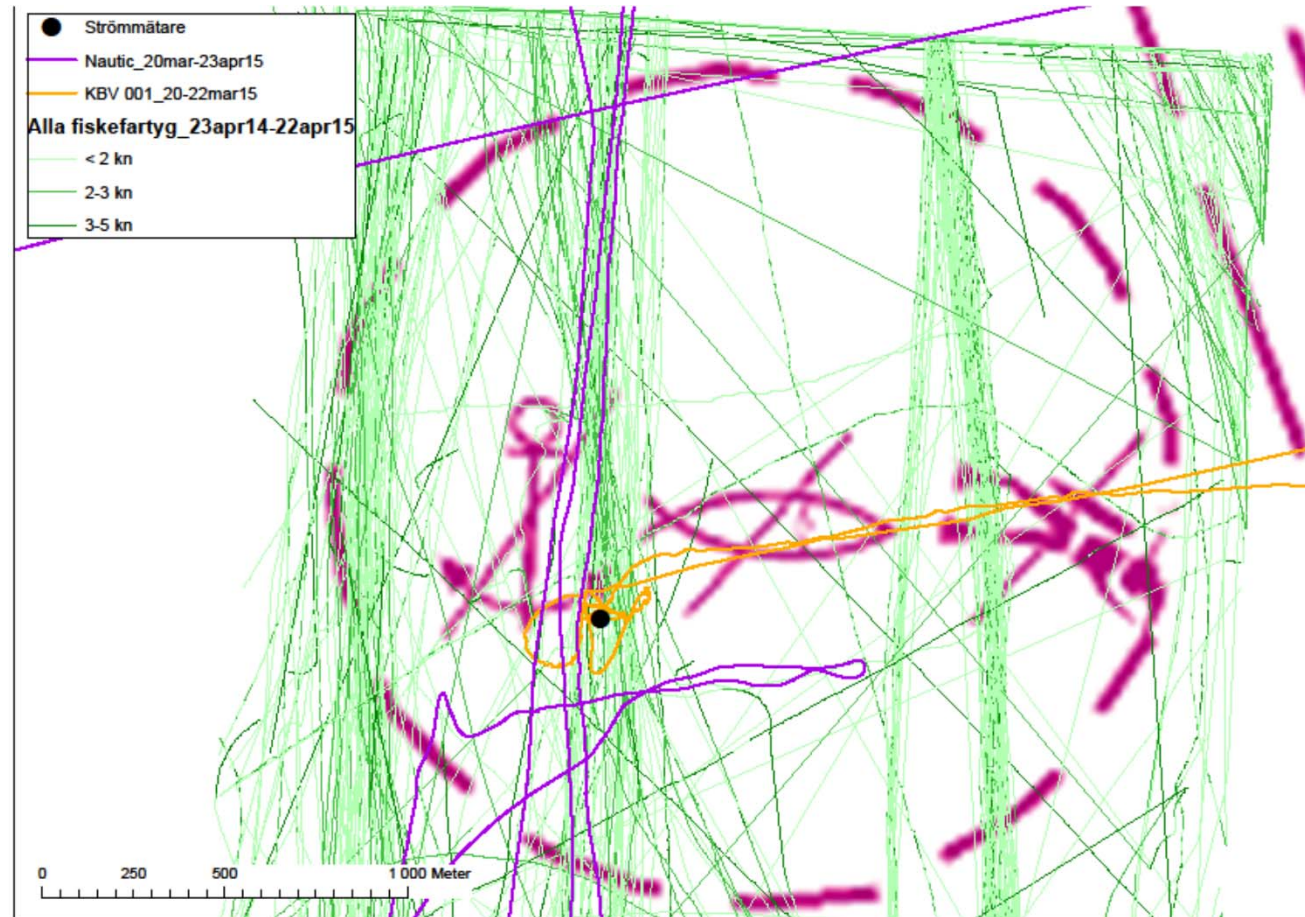 Strömmätare
Nautic_20mar-23apr15
KBV 001_20-22mar15
Alla fiskefartyg_23apr14-22apr15
< 2 kn
2-3 kn
3-5 kn
0 250 500 1 000 Meter